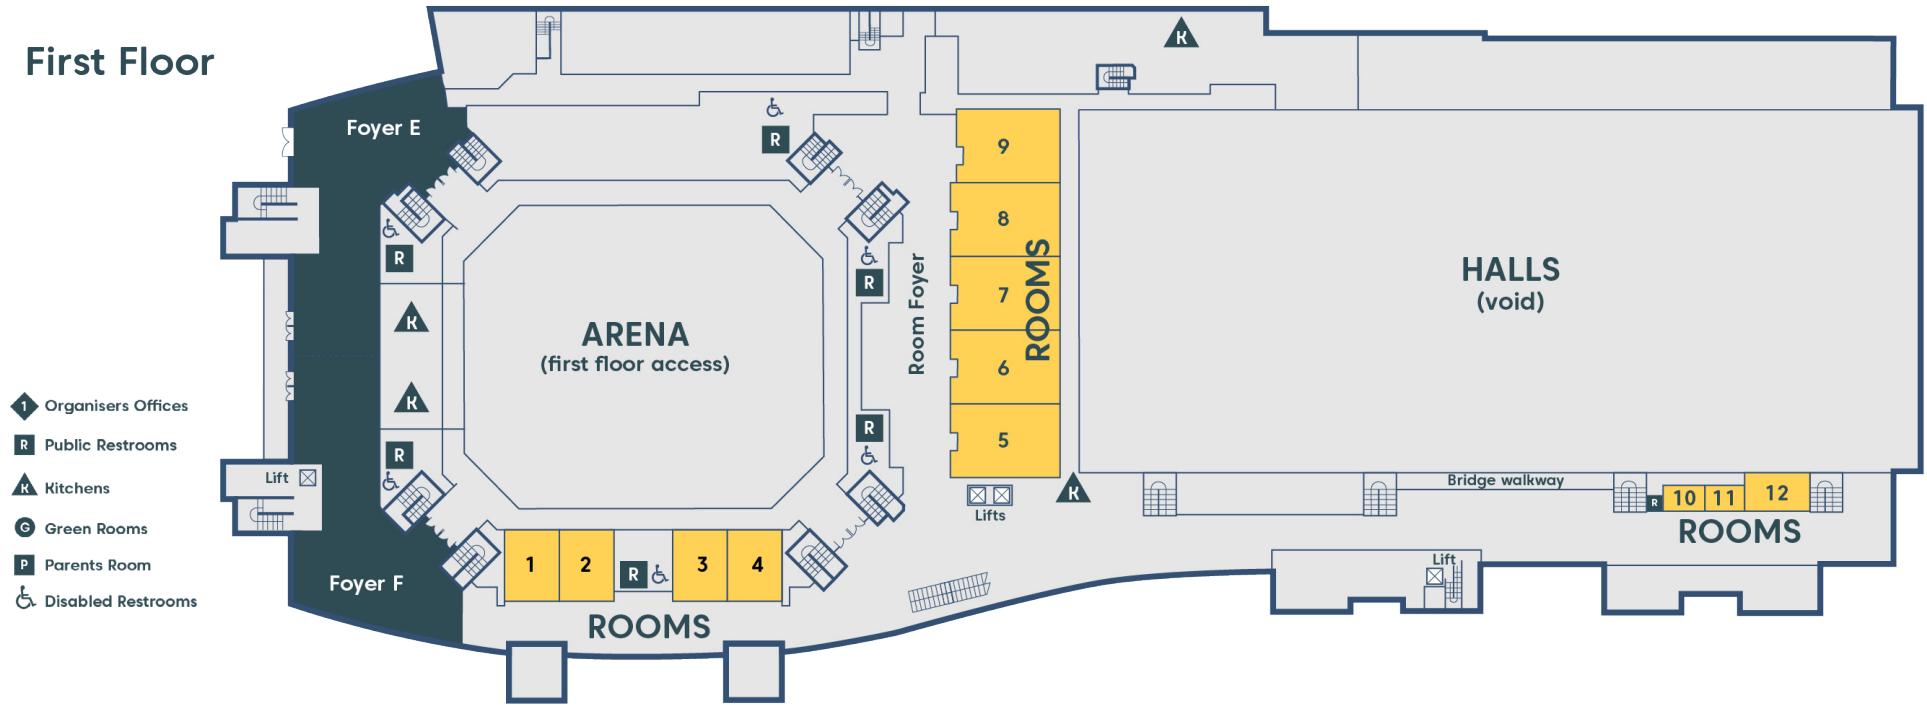 First Floor
K
Foyer E
R
9
8
R
R
HALLS
(void)
Room Foyer
ROOMS
7
K
ARENA
(first floor access)
6
K
1 Organisers Offices
R Public Restrooms
K Kitchens
G Green Rooms
P Parents Room
Disabled Restrooms
R
R
5
Lift
K
Lifts
Bridge walkway
R
10
11
12
ROOMS
Foyer F
1
2
R
3
4
Lift
ROOMS